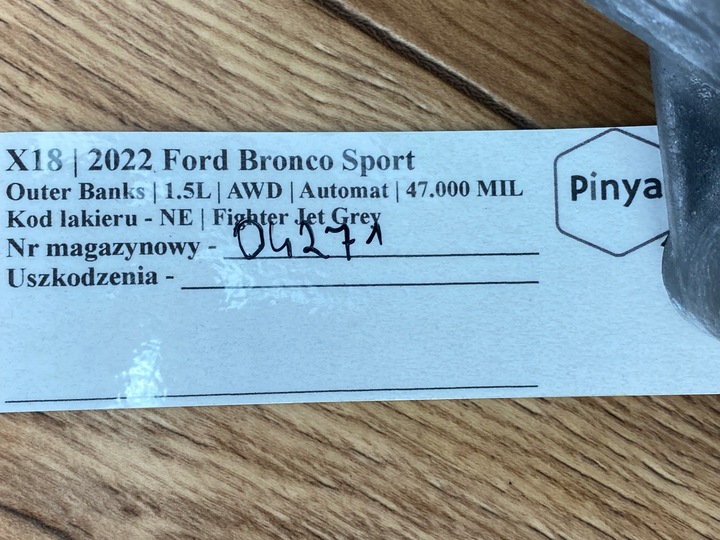 X18 | 2022 Ford Bronco Sport
Outer Banks | 1.5L | AWD | Automat | 47.000 MIL
Kod lakieru - NE | Fighter Jet Grey
Nr magazynowy - 04271
Uszkodzenia -
Pinya